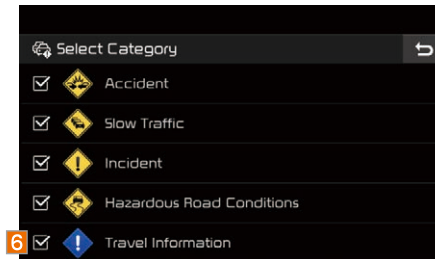 Select Category
Accident
Slow Traffic
Incident
Hazardous Road Conditions
6 Travel Information